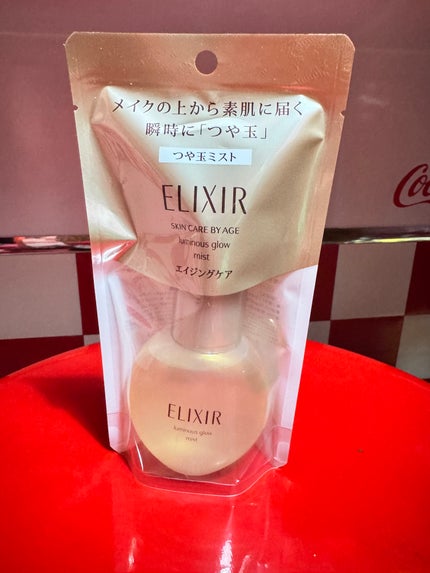 メイクの上から素肌に届く
瞬時に「つや玉」
つや玉ミスト
ELIXIR
SKIN CARE BY AGE
luminous glow
mist
エイジングケア
ELIXIR
luminous glow
mist